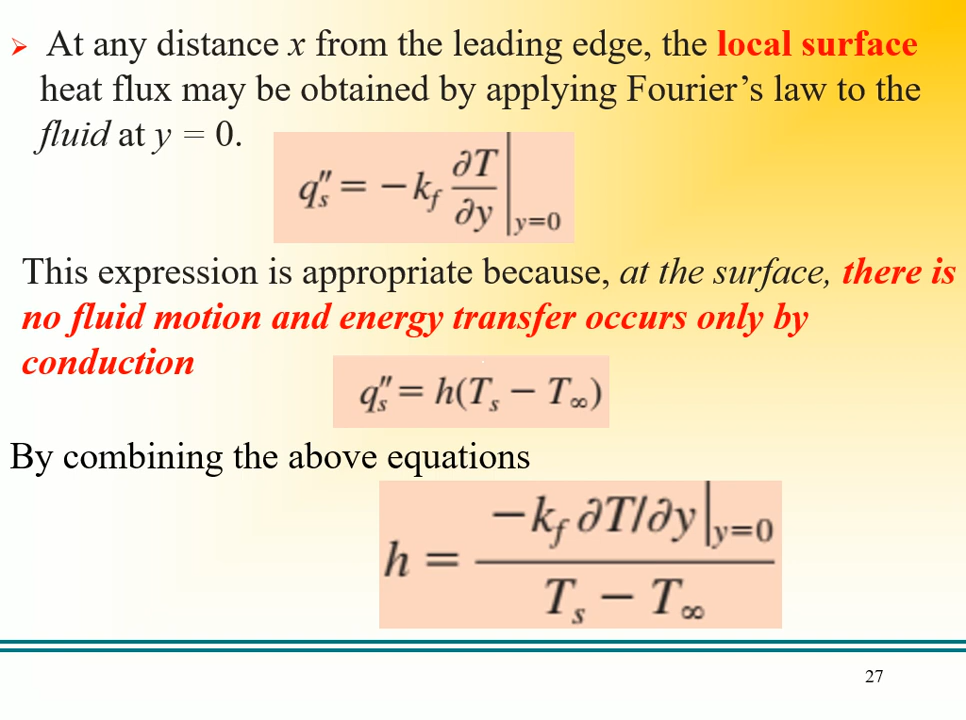 ➢ At any distance x from the leading edge, the local surface
heat flux may be obtained by applying Fourier’s law to the
fluid at y = 0.
q″ₛ = −k_f ∂T/∂y |_y=0
This expression is appropriate because, at the surface, there is
no fluid motion and energy transfer occurs only by
conduction
q″ₛ = h(Tₛ − T∞)
By combining the above equations
h = −k_f ∂T/∂y|_y=0 / Tₛ − T∞
27